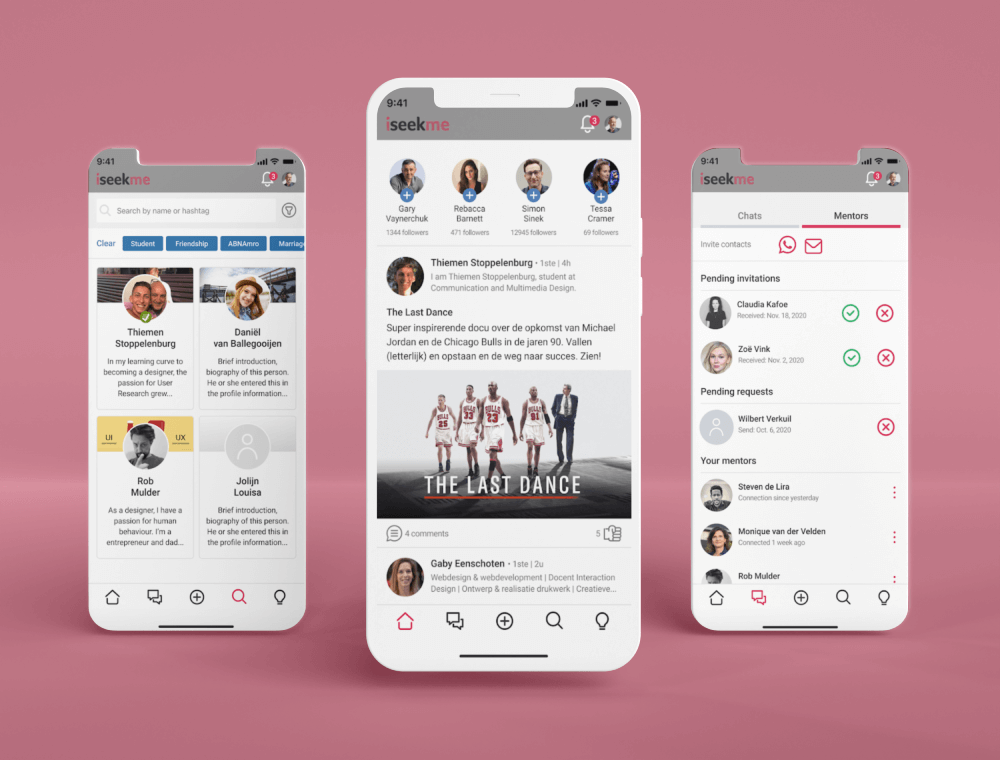 9:41
iseekme
3
Search by name or hashtag
Clear
Student
Friendship
ABNAmro
Marriage
Thiemen
Stoppelenburg
In my learning curve to
becoming a designer, the
passion for User
Research grew...
Daniël
van Ballegooijen
Brief introduction,
biography of this person.
He or she entered this in
the profile information...
UI
UX
Rob
Mulder
As a designer, I have a
passion for human
behaviour. I'm a
entrepreneur and dad...
Jolijn
Louisa
Brief introduction,
biography of this person.
He or she entered this in
the profile information...
9:41
iseekme
3
Gary
Vaynerchuk
1344 followers
Rebacca
Barnett
471 followers
Simon
Sinek
12945 followers
Tessa
Cramer
69 followers
Thiemen Stoppelenburg • 1ste | 4h
I am Thiemen Stoppelenburg, student at
Communication and Multimedia Design.
The Last Dance
Super inspirerende docu over de opkomst van Michael
Jordan en de Chicago Bulls in de jaren 90. Vallen
(letterlijk) en opstaan en de weg naar succes. Zien!
BULLS
25
BULLS
33
BULLS
23
BULLS
91
THE LAST DANCE
4 comments
5
Gaby Eenschoten • 1ste | 2u
Webdesign & webdevelopment | Docent Interaction
Design | Ontwerp & realisatie drukwerk | Creatieve...
9:41
iseekme
3
Chats
Mentors
Invite contacts
Pending invitations
Claudia Kafoe
Received: Nov. 18, 2020
Zoë Vink
Received: Nov. 2, 2020
Pending requests
Wilbert Verkuil
Send: Oct. 6, 2020
Your mentors
Steven de Lira
Connection since yesterday
Monique van der Velden
Connected 1 week ago
Rob Mulder